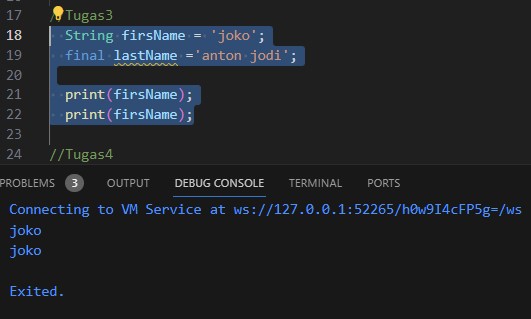 17 //Tugas3
18 String firsName = 'joko';
19 final lastName ='anton jodi';
20
21 print(firsName);
22 print(firsName);
23
24 //Tugas4
PROBLEMS 3 OUTPUT DEBUG CONSOLE TERMINAL PORTS
Connecting to VM Service at ws://127.0.0.1:52265/h0w9I4cFP5g=/ws
joko
joko
Exited.